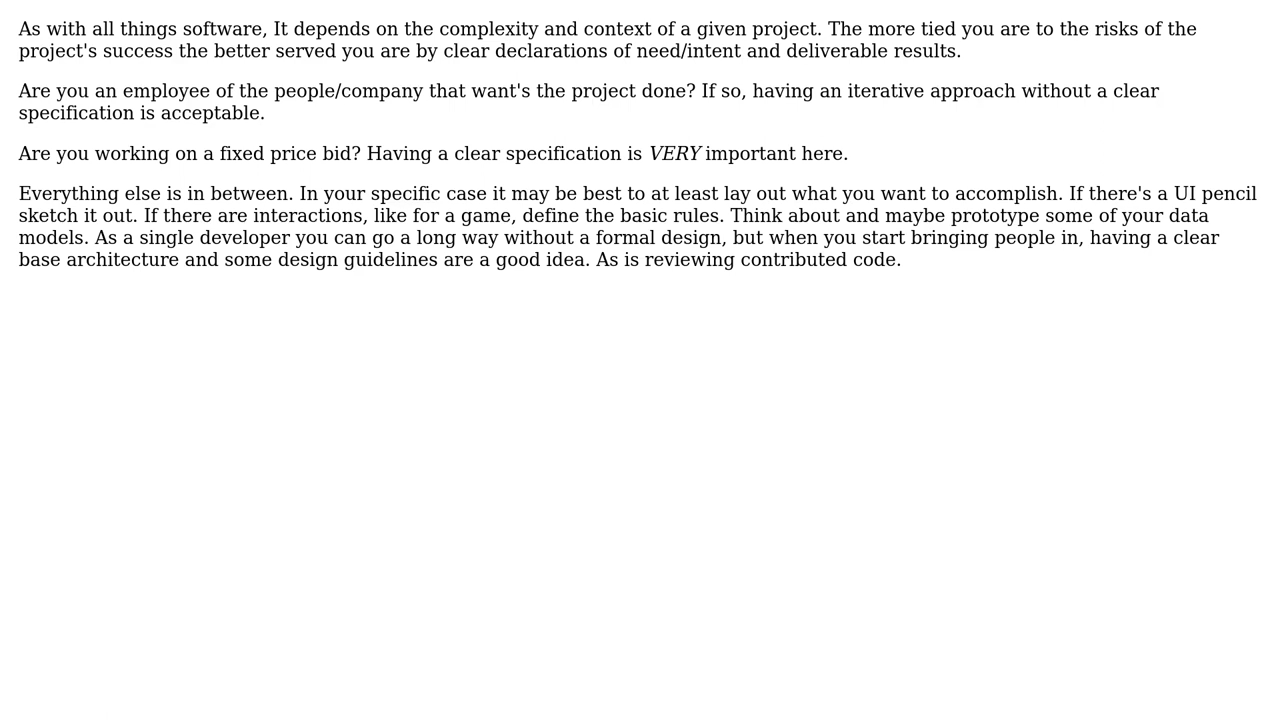 As with all things software, It depends on the complexity and context of a given project. The more tied you are to the risks of the
project's success the better served you are by clear declarations of need/intent and deliverable results.
Are you an employee of the people/company that want's the project done? If so, having an iterative approach without a clear
specification is acceptable.
Are you working on a fixed price bid? Having a clear specification is VERY important here.
Everything else is in between. In your specific case it may be best to at least lay out what you want to accomplish. If there's a UI pencil
sketch it out. If there are interactions, like for a game, define the basic rules. Think about and maybe prototype some of your data
models. As a single developer you can go a long way without a formal design, but when you start bringing people in, having a clear
base architecture and some design guidelines are a good idea. As is reviewing contributed code.